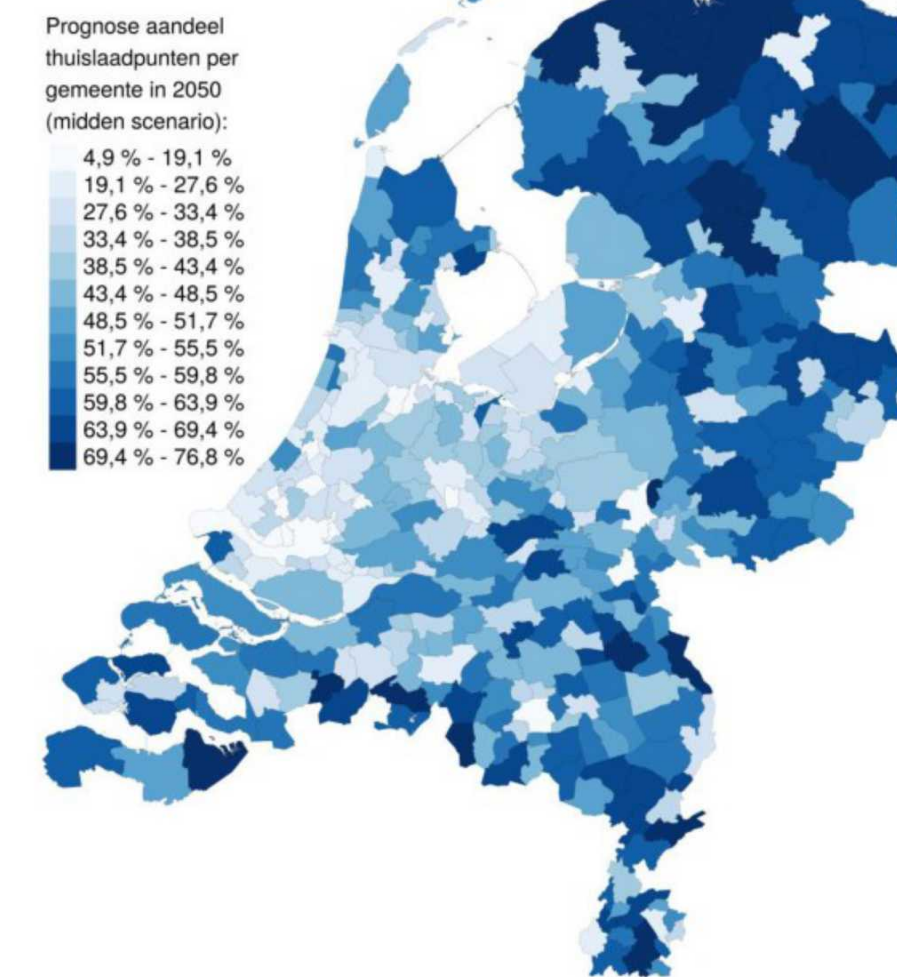 Prognose aandeel
thuislaadpunten per
gemeente in 2050
(midden scenario):
4,9 % - 19,1 %
19,1 % - 27,6 %
27,6 % - 33,4 %
33,4 % - 38,5 %
38,5 % - 43,4 %
43,4 % - 48,5 %
48,5 % - 51,7 %
51,7 % - 55,5 %
55,5 % - 59,8 %
59,8 % - 63,9 %
63,9 % - 69,4 %
69,4 % - 76,8 %